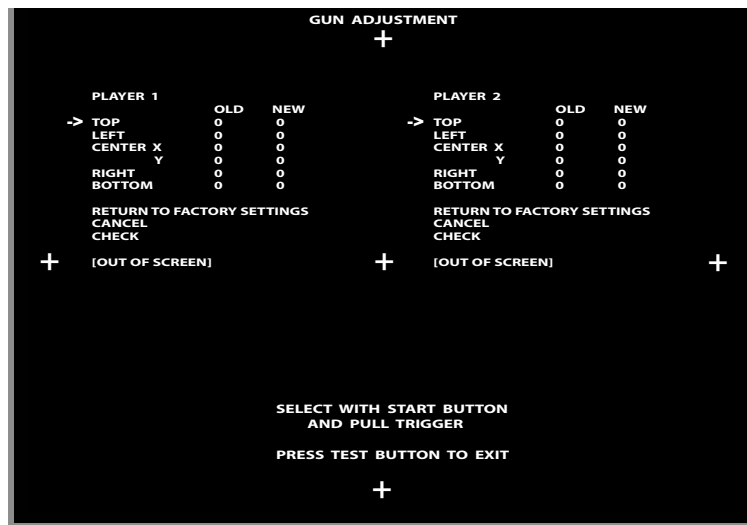 GUN ADJUSTMENT
PLAYER 1 PLAYER 2
OLD NEW OLD NEW
-> TOP 0 0 -> TOP 0 0
LEFT 0 0 LEFT 0 0
CENTER X 0 0 CENTER X 0 0
Y 0 0 Y 0 0
RIGHT 0 0 RIGHT 0 0
BOTTOM 0 0 BOTTOM 0 0
RETURN TO FACTORY SETTINGS RETURN TO FACTORY SETTINGS
CANCEL CANCEL
CHECK CHECK
[OUT OF SCREEN] [OUT OF SCREEN]
SELECT WITH START BUTTON
AND PULL TRIGGER
PRESS TEST BUTTON TO EXIT